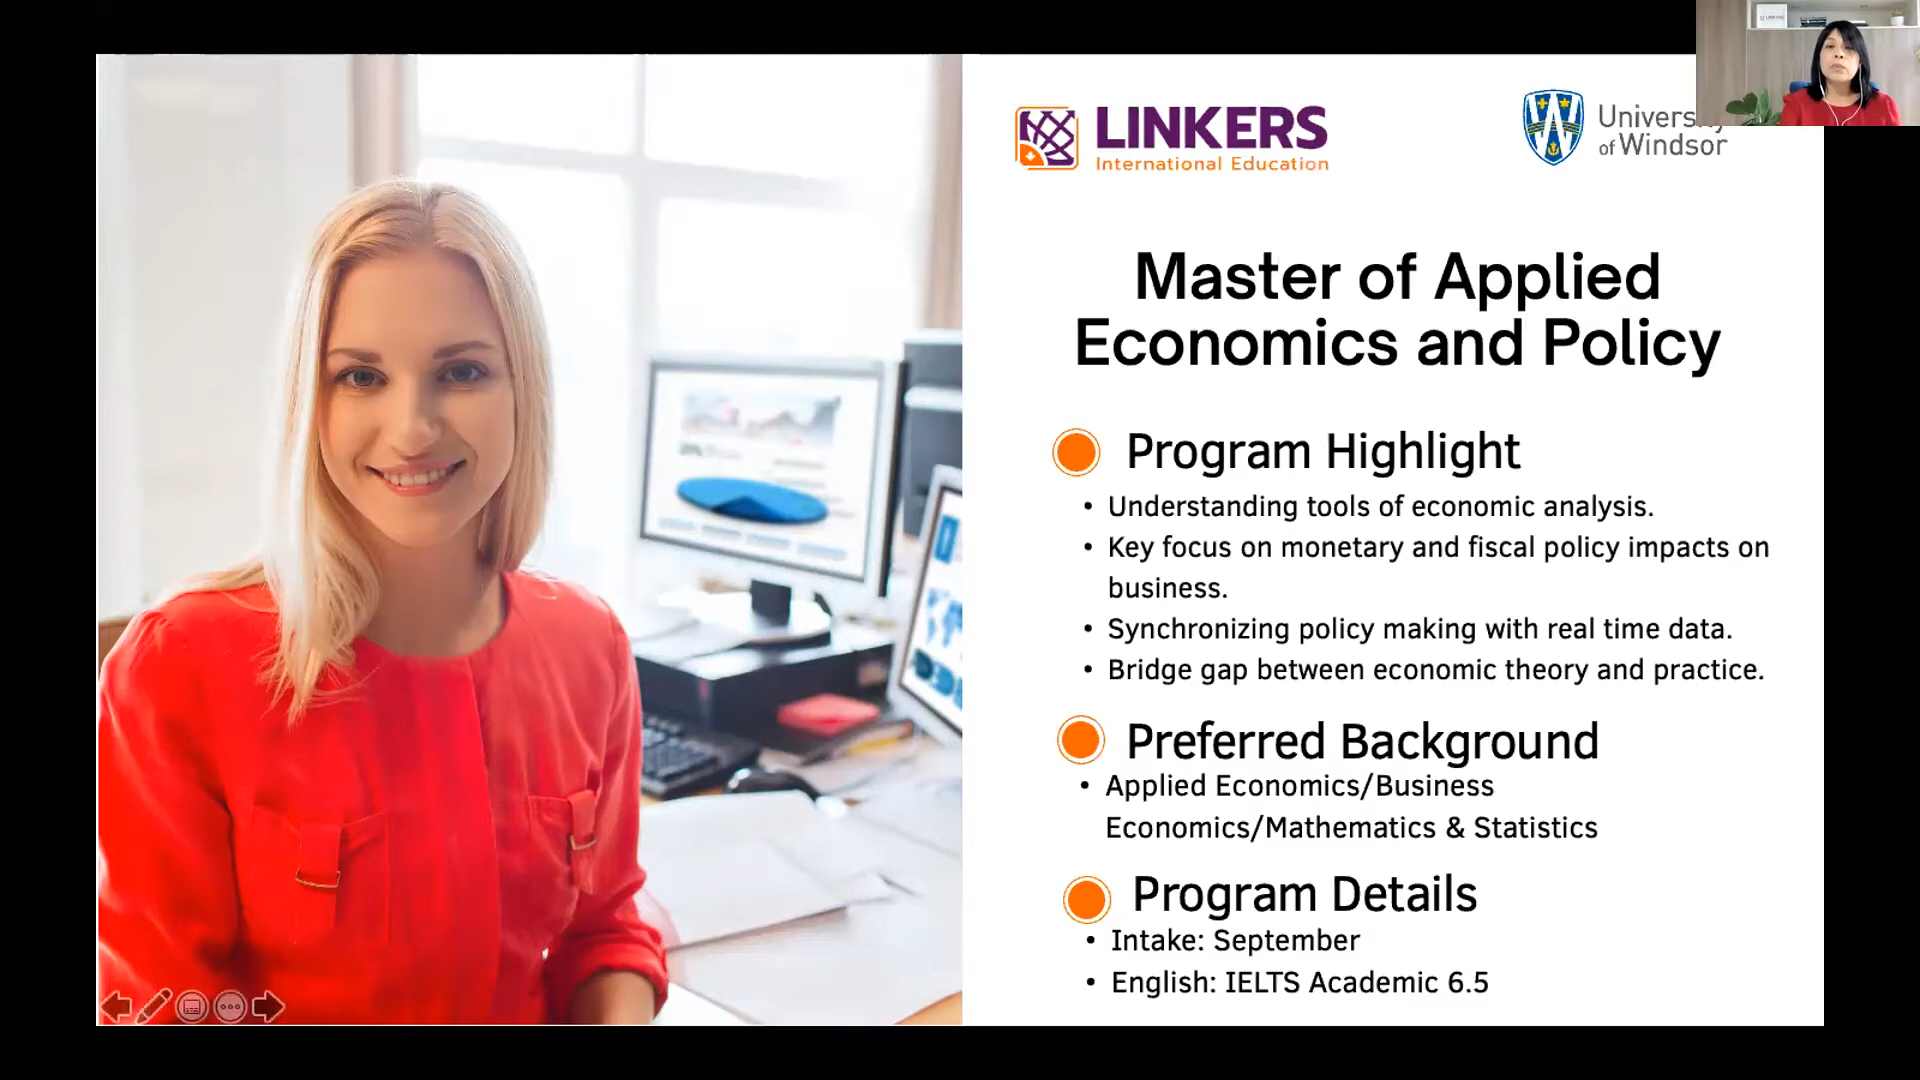 LINKERS
International Education
University
of Windsor
Master of Applied
Economics and Policy
Program Highlight
• Understanding tools of economic analysis.
• Key focus on monetary and fiscal policy impacts on
business.
• Synchronizing policy making with real time data.
• Bridge gap between economic theory and practice.
Preferred Background
• Applied Economics/Business
Economics/Mathematics & Statistics
Program Details
• Intake: September
• English: IELTS Academic 6.5